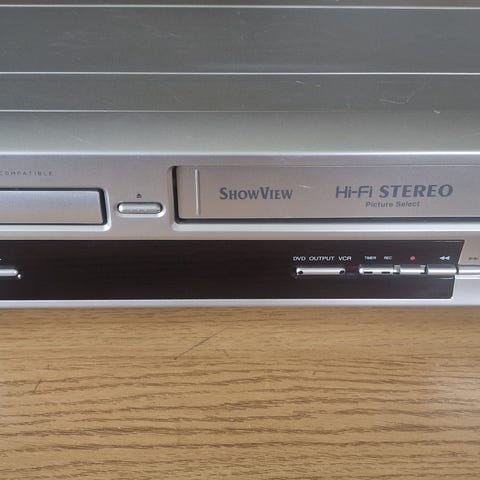 COMPATIBLE
SHOWVIEW
Hi-Fi STEREO
Picture Select
DVD OUTPUT VCR
TIMER REC